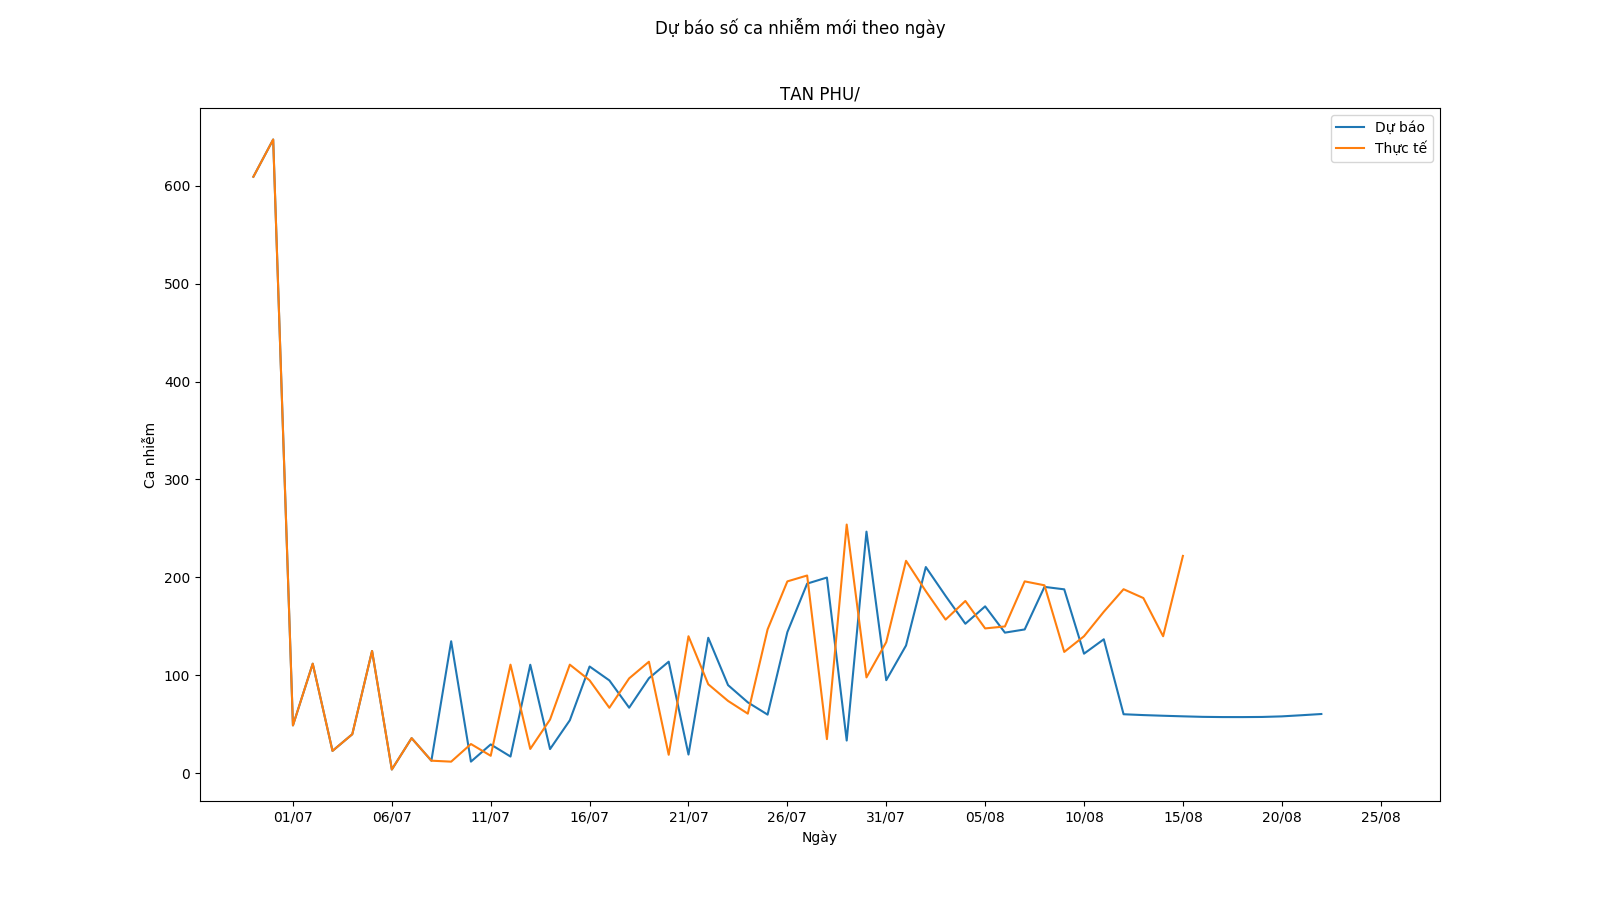 Dự báo số ca nhiễm mới theo ngày
TAN PHU/
Dự báo
Thực tế
600
500
400
300
200
100
0
Ca nhiễm
01/07 06/07 11/07 16/07 21/07 26/07 31/07 05/08 10/08 15/08 20/08 25/08
Ngày